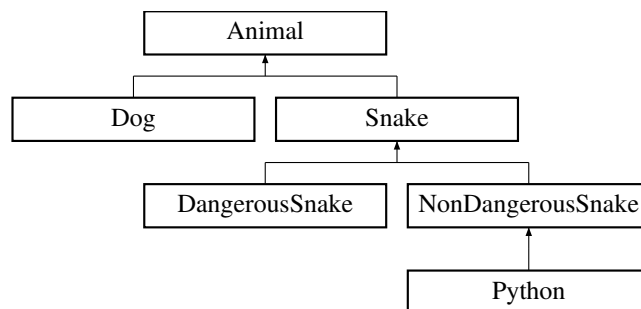 Animal
Dog
Snake
DangerousSnake
NonDangerousSnake
Python